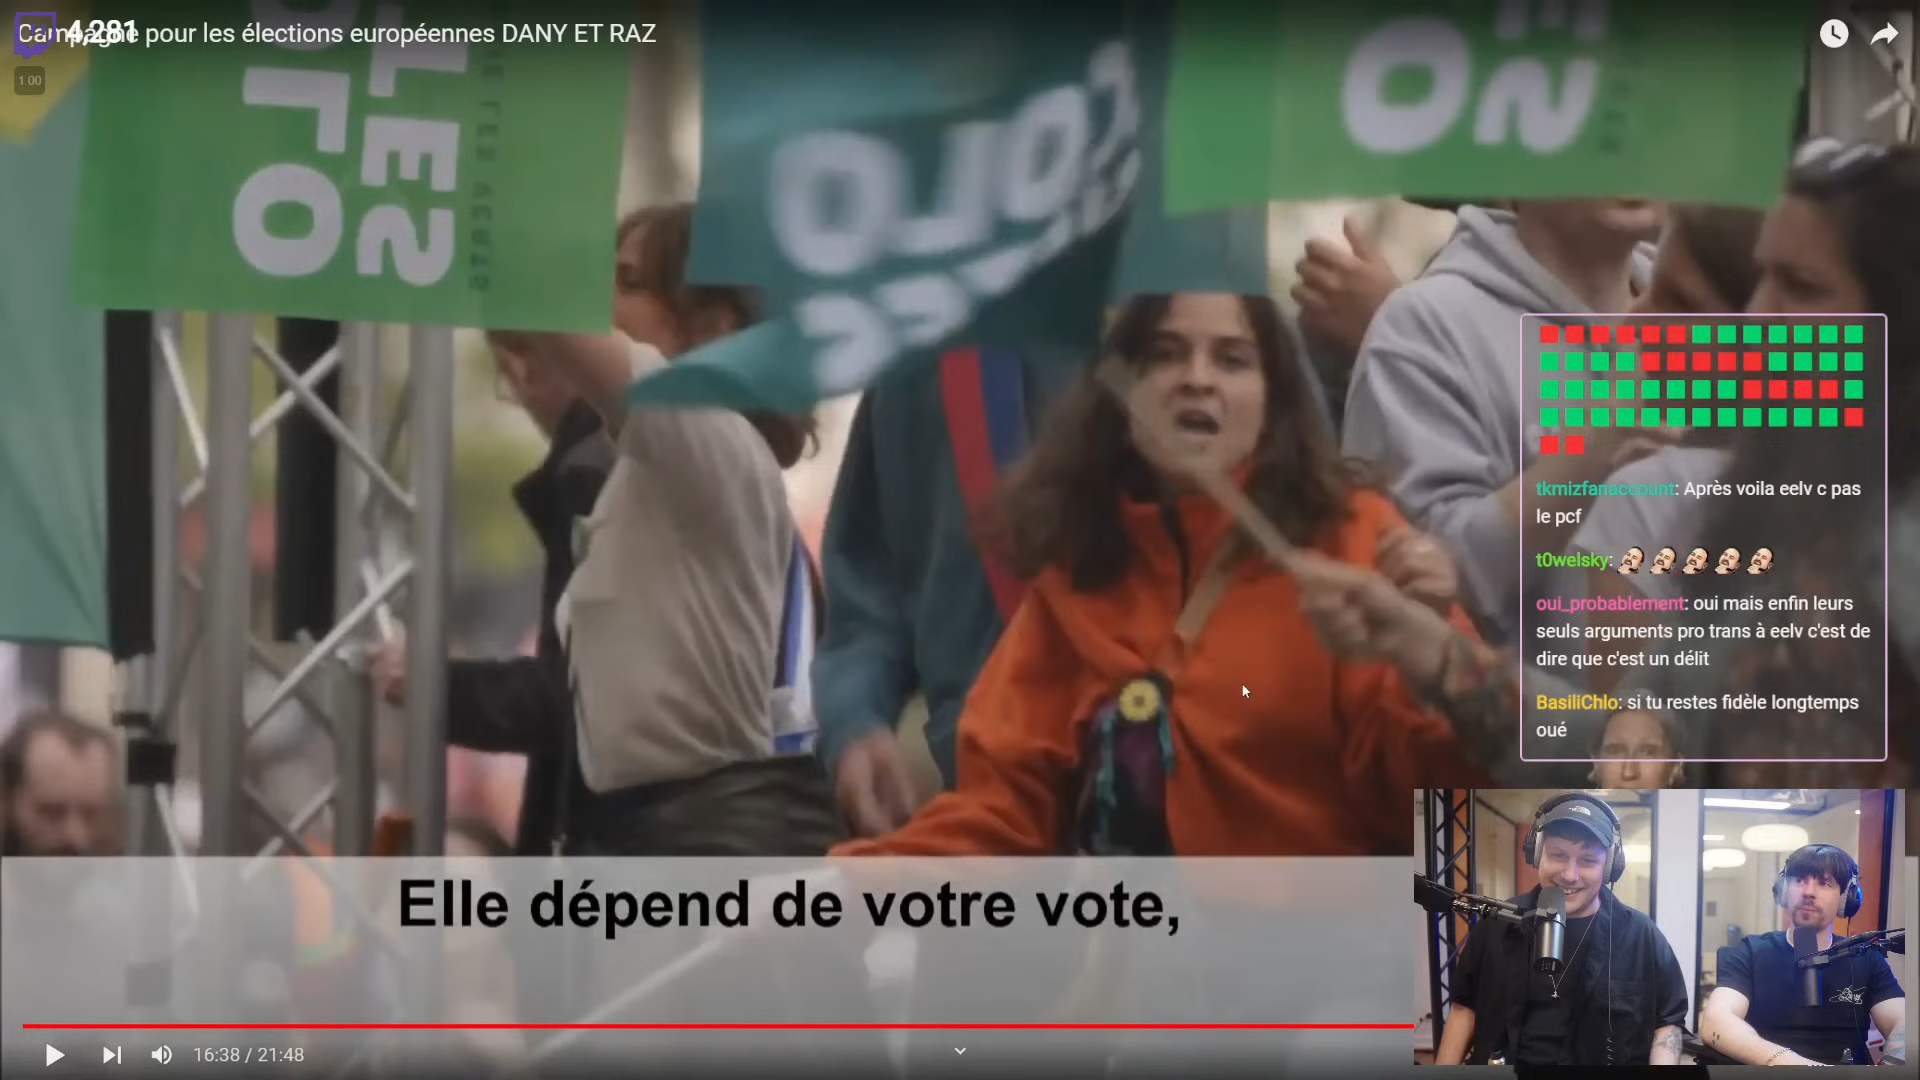 Campagne pour les élections européennes DANY ET RAZ
4,281
1.00
tkmizfanaccount: Après voila eelv c pas
le pcf
t0welsky:
oui_probablement: oui mais enfin leurs
seuls arguments pro trans à eelv c'est de
dire que c'est un délit
BasiliChlo: si tu restes fidèle longtemps
oué
Elle dépend de votre vote,
16:38 / 21:48